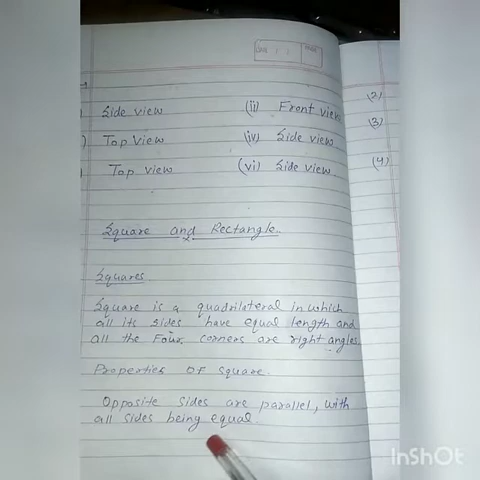 DATE / / PAGE
) Side view (ii) Front view
) Top View (iv) Side view
) Top view (vi) Side view
Square and Rectangle.
Squares
Square is a quadrilateral in which
all its sides have equal length and
all the Four corners are right angles.
Properties OF square.
Opposite sides are parallel, with
all sides being equal.
(2)
(3)
(4)
InShOt